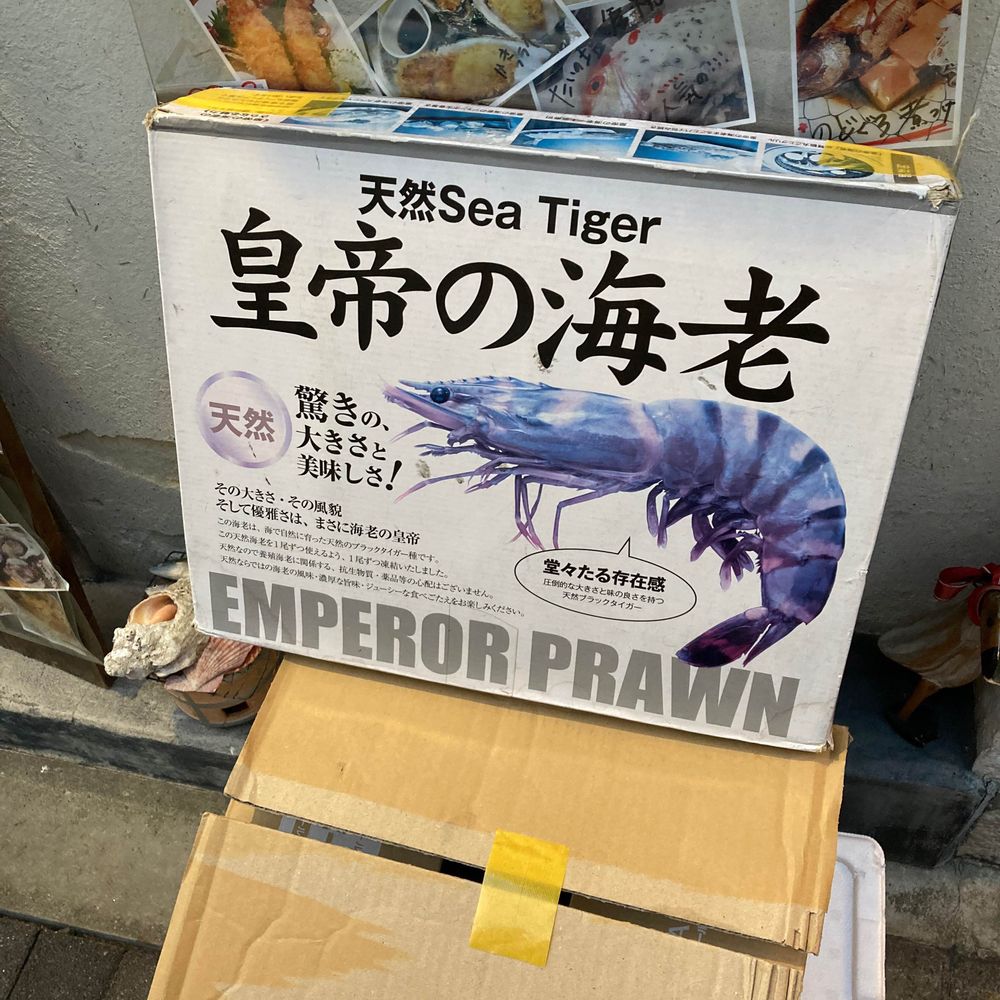 天然Sea Tiger
皇帝の海老
天然
驚きの、
大きさと
美味しさ!
その大きさ・その風貌
そして優雅さは、まさに海老の皇帝
この海老は、海で自然に育った天然のブラックタイガー種です。
この天然海老を1尾ずつ使えるよう、1尾ずつ凍結いたしました。
天然なので養殖海老に関係する、抗生物質・薬品等の心配はございません。
天然ならではの海老の風味・濃厚な旨味・ジューシーな食べごたえをお楽しみください。
堂々たる存在感
圧倒的な大きさと味の良さを持つ
天然ブラックタイガー
EMPEROR PRAWN
のどぐろ煮つけ